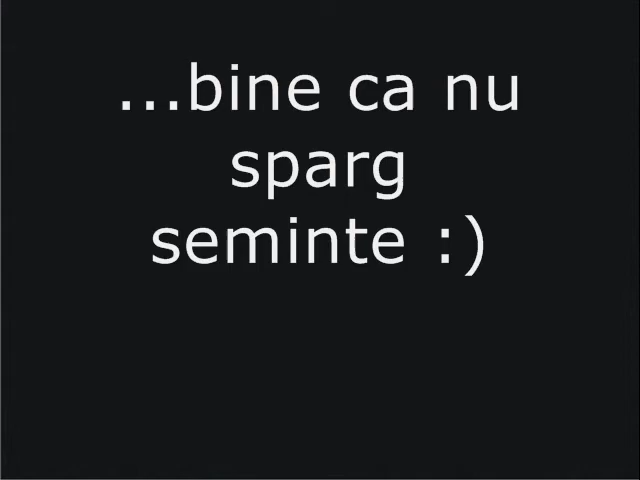 ...bine ca nu
sparg
seminte :)